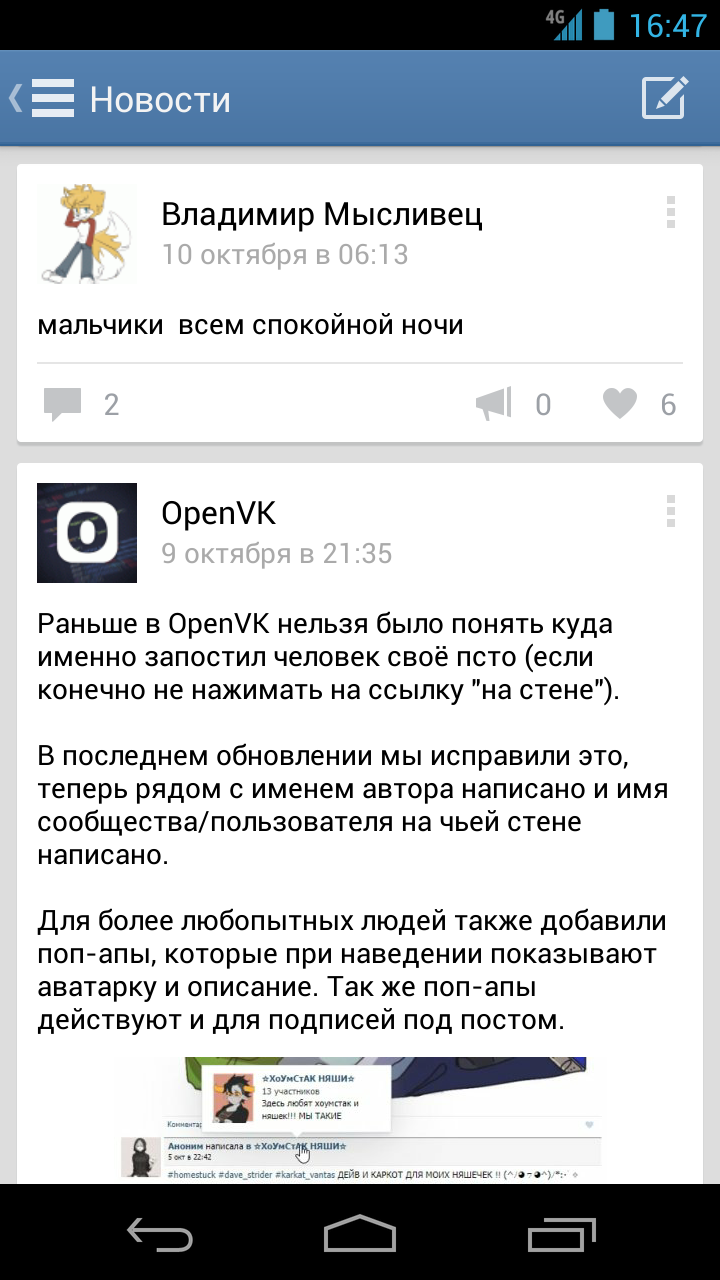 4G 16:47
Новости
Владимир Мысливец
10 октября в 06:13
мальчики  всем спокойной ночи
2 0 6
OpenVK
9 октября в 21:35
Раньше в OpenVK нельзя было понять куда
именно запостил человек своё псто (если
конечно не нажимать на ссылку "на стене").
В последнем обновлении мы исправили это,
теперь рядом с именем автора написано и имя
сообщества/пользователя на чьей стене
написано.
Для более любопытных людей также добавили
поп-апы, которые при наведении показывают
аватарку и описание. Так же поп-апы
действуют и для подписей под постом.
☆ХоУмСтАК НЯШИ☆
13 участников
Здесь любят хоумстак и
няшек!!! МЫ ТАКИЕ
Аноним написала в ☆ХоУмСтАК НЯШИ☆
5 окт в 22:42
#homestuck #dave_strider #karkat_vantas ДЕЙВ И КАРКОТ ДЛЯ МОИХ НЯШЕЧЕК !!